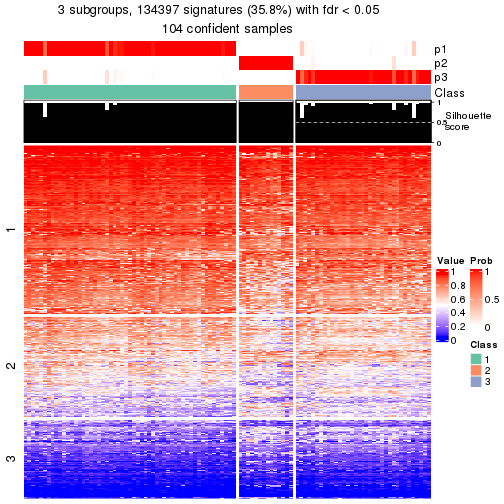 3 subgroups, 134397 signatures (35.8%) with fdr < 0.05
104 confident samples
p1
p2
p3
Class
1
0.5
0
Silhouette
score
1
2
3
Value
1
0.8
0.6
0.4
0.2
0
Prob
1
0.5
0
Class
1
2
3